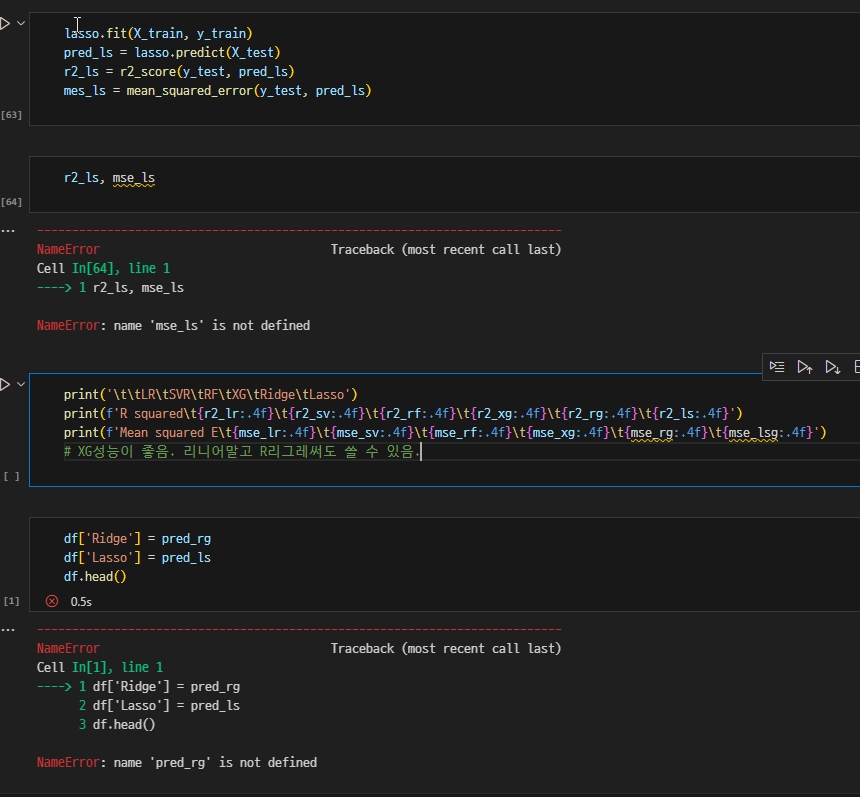 lasso.fit(X_train, y_train)
pred_ls = lasso.predict(X_test)
r2_ls = r2_score(y_test, pred_ls)
mes_ls = mean_squared_error(y_test, pred_ls)
[63]
r2_ls, mse_ls
[64]
...
---------------------------------------------------------------------------
NameError Traceback (most recent call last)
Cell In[64], line 1
----> 1 r2_ls, mse_ls
NameError: name 'mse_ls' is not defined
print('\t\tLR\tSVR\tRF\tXG\tRidge\tLasso')
print(f'R squared\t{r2_lr:.4f}\t{r2_sv:.4f}\t{r2_rf:.4f}\t{r2_xg:.4f}\t{r2_rg:.4f}\t{r2_ls:.4f}')
print(f'Mean squared E\t{mse_lr:.4f}\t{mse_sv:.4f}\t{mse_rf:.4f}\t{mse_xg:.4f}\t{mse_rg:.4f}\t{mse_lsg:.4f}')
# XG성능이 좋음. 리니어말고 R리그레써도 쓸 수 있음.
[ ]
df['Ridge'] = pred_rg
df['Lasso'] = pred_ls
df.head()
[1] 0.5s
...
---------------------------------------------------------------------------
NameError Traceback (most recent call last)
Cell In[1], line 1
----> 1 df['Ridge'] = pred_rg
2 df['Lasso'] = pred_ls
3 df.head()
NameError: name 'pred_rg' is not defined